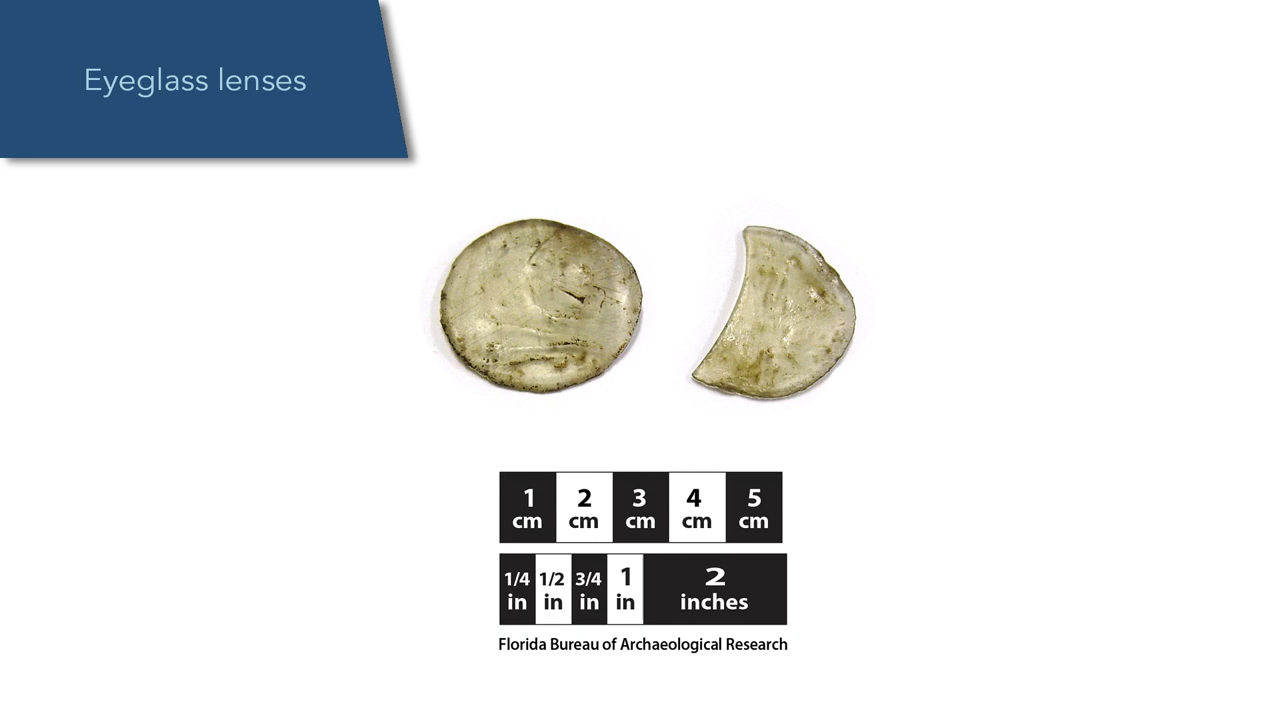 Eyeglass lenses
1 2 3 4 5
cm cm cm cm cm
1/4 1/2 3/4 1 2
in in in in inches
Florida Bureau of Archaeological Research